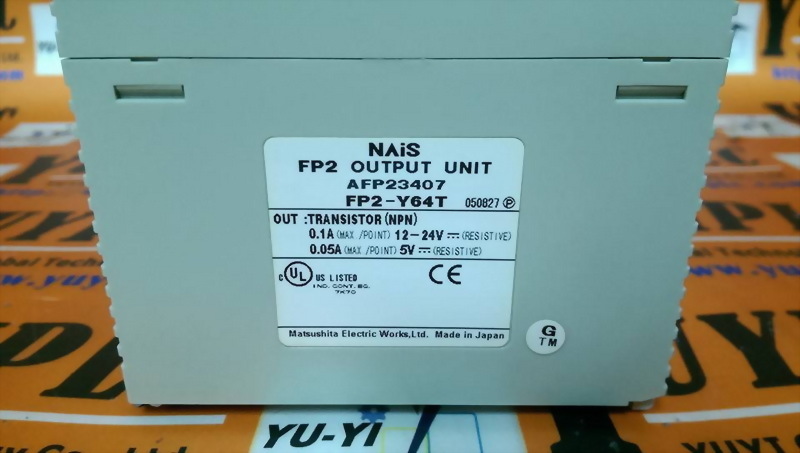 NAiS
FP2 OUTPUT UNIT
AFP23407
FP2-Y64T 050827 Ⓟ
OUT :TRANSISTOR(NPN)
0.1A(MAX /POINT) 12-24V⎓(RESISTIVE)
0.05A(MAX /POINT) 5V⎓(RESISTIVE)
C UL US LISTED CE
IND. CONT. EQ.
7K70
Matsushita Electric Works,Ltd. Made in Japan
G
TM
YU-YI